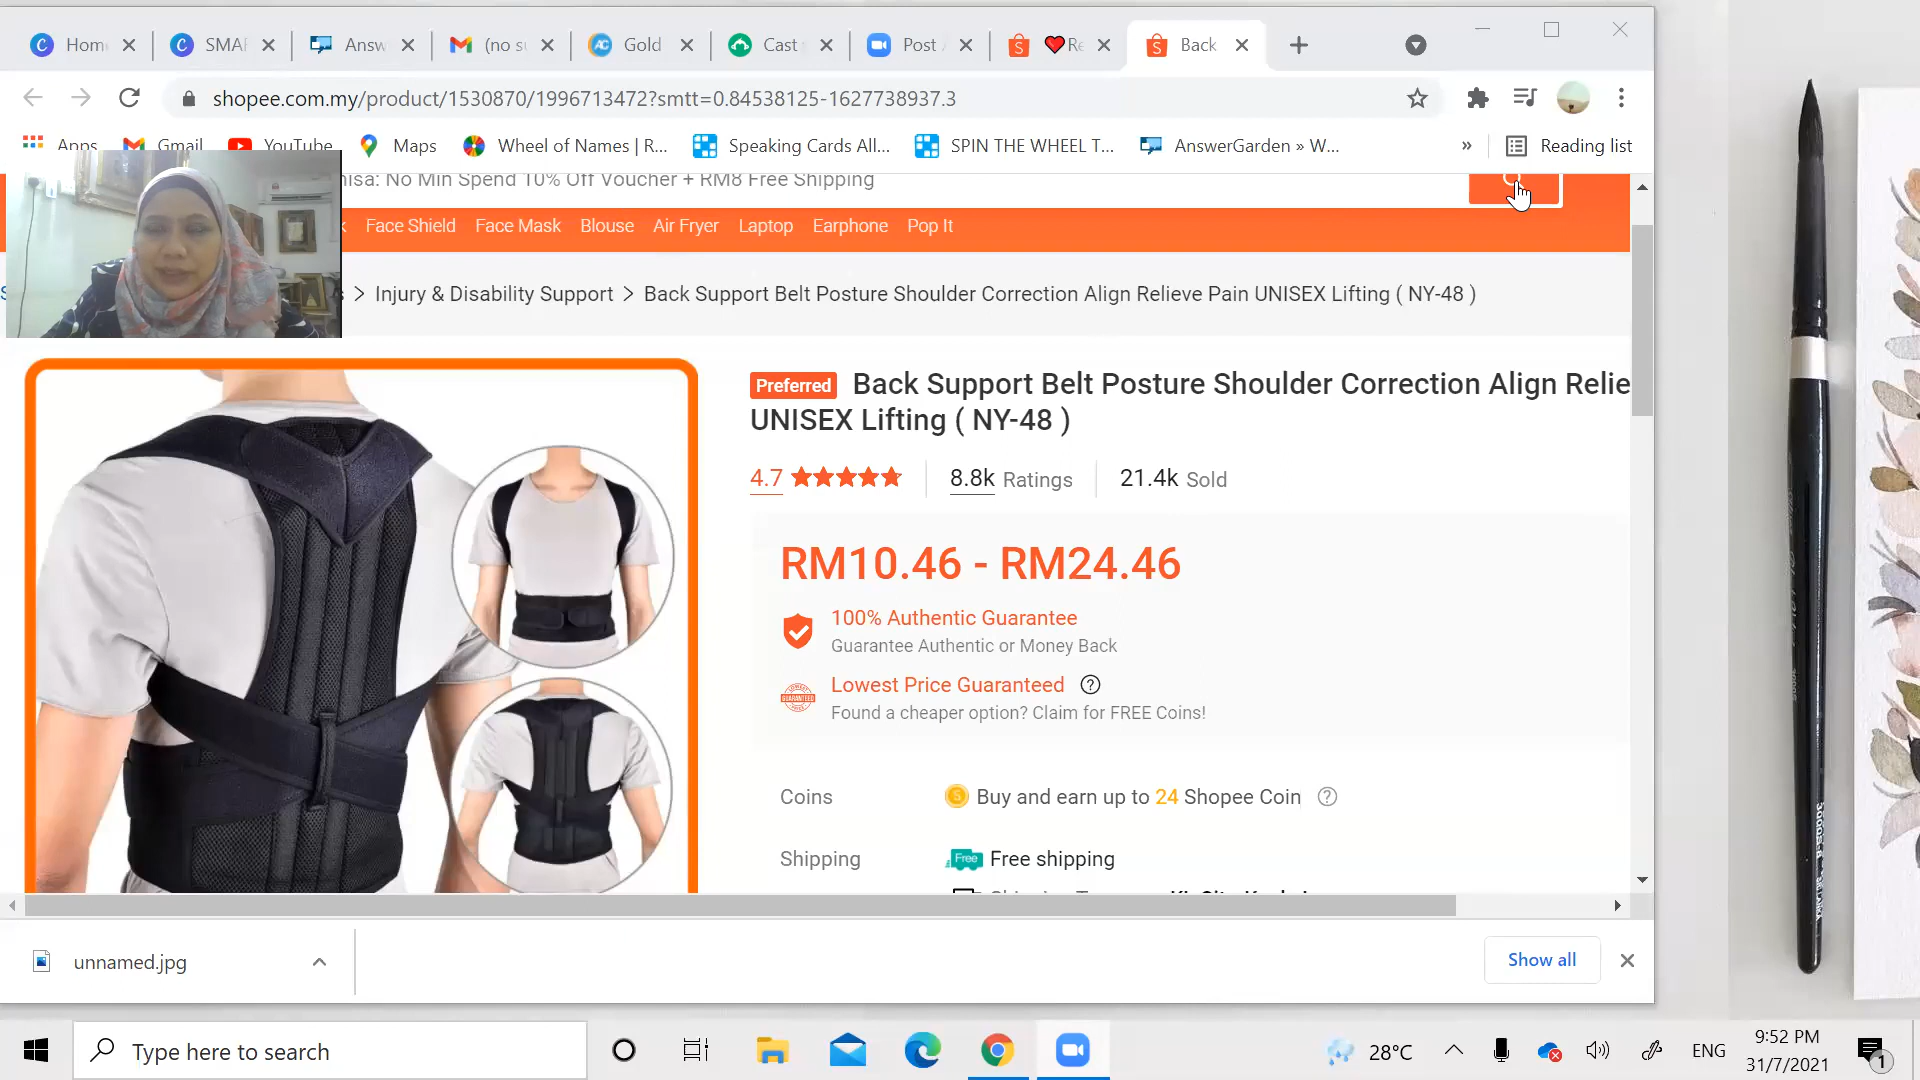 Hom
SMAI
Answ
(no su
Gold
Cast
Post
Re
Back
shopee.com.my/product/1530870/1996713472?smtt=0.84538125-1627738937.3
Apps
Gmail
YouTube
Maps
Wheel of Names | R...
Speaking Cards All...
SPIN THE WHEEL T...
AnswerGarden » W...
»
Reading list
nisa: No Min Spend 10% Off Voucher + RM8 Free Shipping
Face Shield Face Mask Blouse Air Fryer Laptop Earphone Pop It
> Injury & Disability Support > Back Support Belt Posture Shoulder Correction Align Relieve Pain UNISEX Lifting ( NY-48 )
Preferred Back Support Belt Posture Shoulder Correction Align Relie
UNISEX Lifting ( NY-48 )
4.7
8.8k Ratings
21.4k Sold
RM10.46 - RM24.46
100% Authentic Guarantee
Guarantee Authentic or Money Back
Lowest Price Guaranteed ?
Found a cheaper option? Claim for FREE Coins!
Coins
Buy and earn up to 24 Shopee Coin ?
Shipping
Free Free shipping
unnamed.jpg
Show all
Type here to search
28°C
ENG
9:52 PM
31/7/2021
1